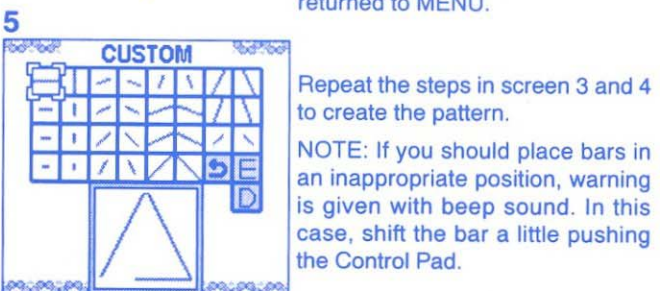 returned to MENU.
5
CUSTOM
E
D
Repeat the steps in screen 3 and 4
to create the pattern.
NOTE: If you should place bars in
an inappropriate position, warning
is given with beep sound. In this
case, shift the bar a little pushing
the Control Pad.